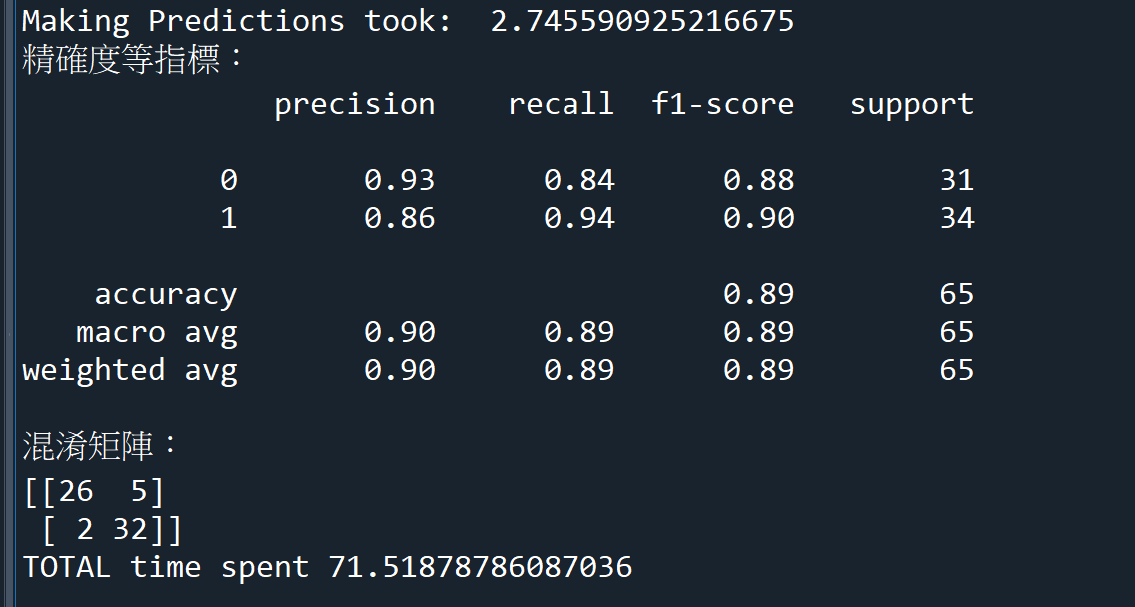 Making Predictions took:  2.745590925216675
精確度等指標：
              precision    recall  f1-score   support

           0       0.93      0.84      0.88        31
           1       0.86      0.94      0.90        34

    accuracy                           0.89        65
   macro avg       0.90      0.89      0.89        65
weighted avg       0.90      0.89      0.89        65

混淆矩陣：
[[26  5]
 [ 2 32]]
TOTAL time spent 71.51878786087036